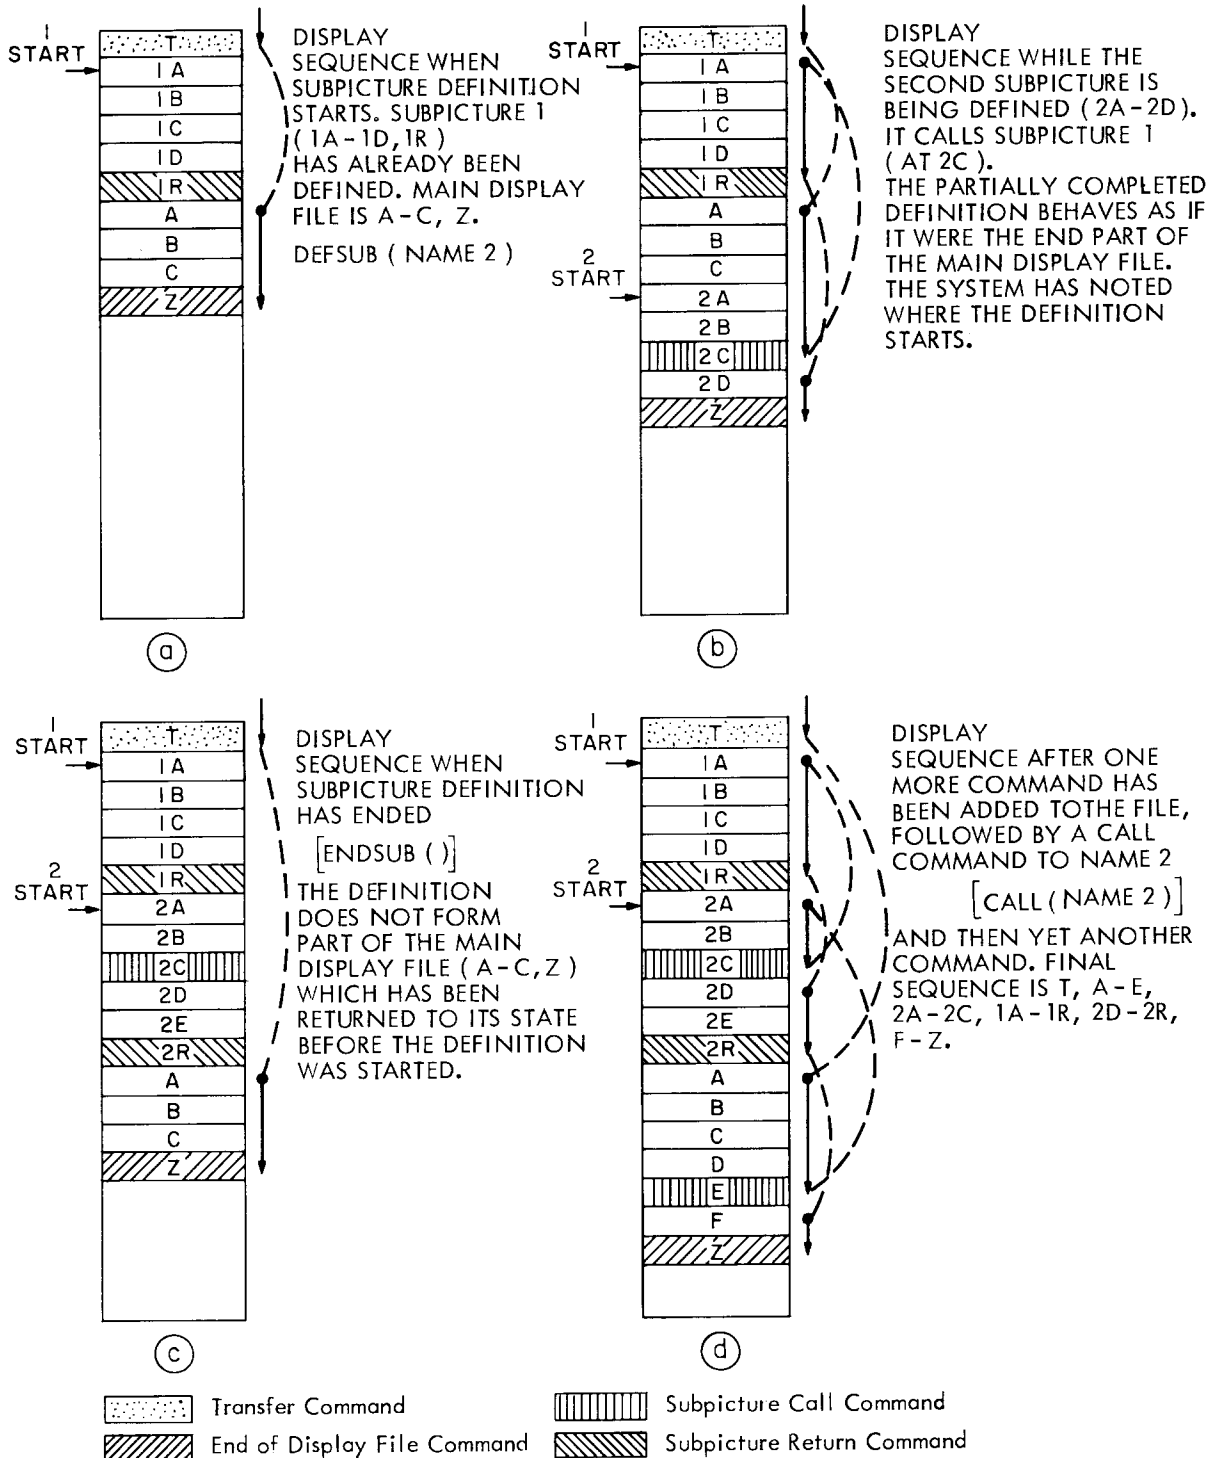 1
START
T
1A
1B
1C
1D
1R
A
B
C
Z
DISPLAY
SEQUENCE WHEN
SUBPICTURE DEFINITION
STARTS. SUBPICTURE 1
(1A-1D,1R)
HAS ALREADY BEEN
DEFINED. MAIN DISPLAY
FILE IS A-C, Z.
DEFSUB ( NAME 2 )
a
1
START
2
START
T
1A
1B
1C
1D
1R
A
B
C
2A
2B
2C
2D
Z
DISPLAY
SEQUENCE WHILE THE
SECOND SUBPICTURE IS
BEING DEFINED (2A-2D).
IT CALLS SUBPICTURE 1
( AT 2C ).
THE PARTIALLY COMPLETED
DEFINITION BEHAVES AS IF
IT WERE THE END PART OF
THE MAIN DISPLAY FILE.
THE SYSTEM HAS NOTED
WHERE THE DEFINITION
STARTS.
b
1
START
2
START
T
1A
1B
1C
1D
1R
2A
2B
2C
2D
2E
2R
A
B
C
Z
DISPLAY
SEQUENCE WHEN
SUBPICTURE DEFINITION
HAS ENDED
[ENDSUB ( )]
THE DEFINITION
DOES NOT FORM
PART OF THE MAIN
DISPLAY FILE ( A-C, Z )
WHICH HAS BEEN
RETURNED TO ITS STATE
BEFORE THE DEFINITION
WAS STARTED.
c
1
START
2
START
T
1A
1B
1C
1D
1R
2A
2B
2C
2D
2E
2R
A
B
C
D
E
F
Z
DISPLAY
SEQUENCE AFTER ONE
MORE COMMAND HAS
BEEN ADDED TOTHE FILE,
FOLLOWED BY A CALL
COMMAND TO NAME 2
[CALL ( NAME 2 )]
AND THEN YET ANOTHER
COMMAND. FINAL
SEQUENCE IS T, A-E,
2A-2C, 1A-1R, 2D-2R,
F-Z.
d
Transfer Command
Subpicture Call Command
End of Display File Command
Subpicture Return Command